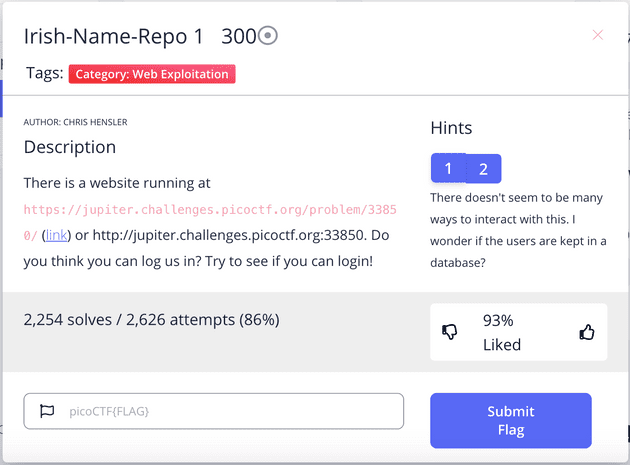 Irish-Name-Repo 1 300
Tags: Category: Web Exploitation
AUTHOR: CHRIS HENSLER
Description
There is a website running at
https://jupiter.challenges.picoctf.org/problem/3385
0/ (link) or http://jupiter.challenges.picoctf.org:33850. Do
you think you can log us in? Try to see if you can login!
Hints
1 2
There doesn't seem to be many
ways to interact with this. I
wonder if the users are kept in a
database?
2,254 solves / 2,626 attempts (86%)
93%
Liked
picoCTF{FLAG}
Submit
Flag